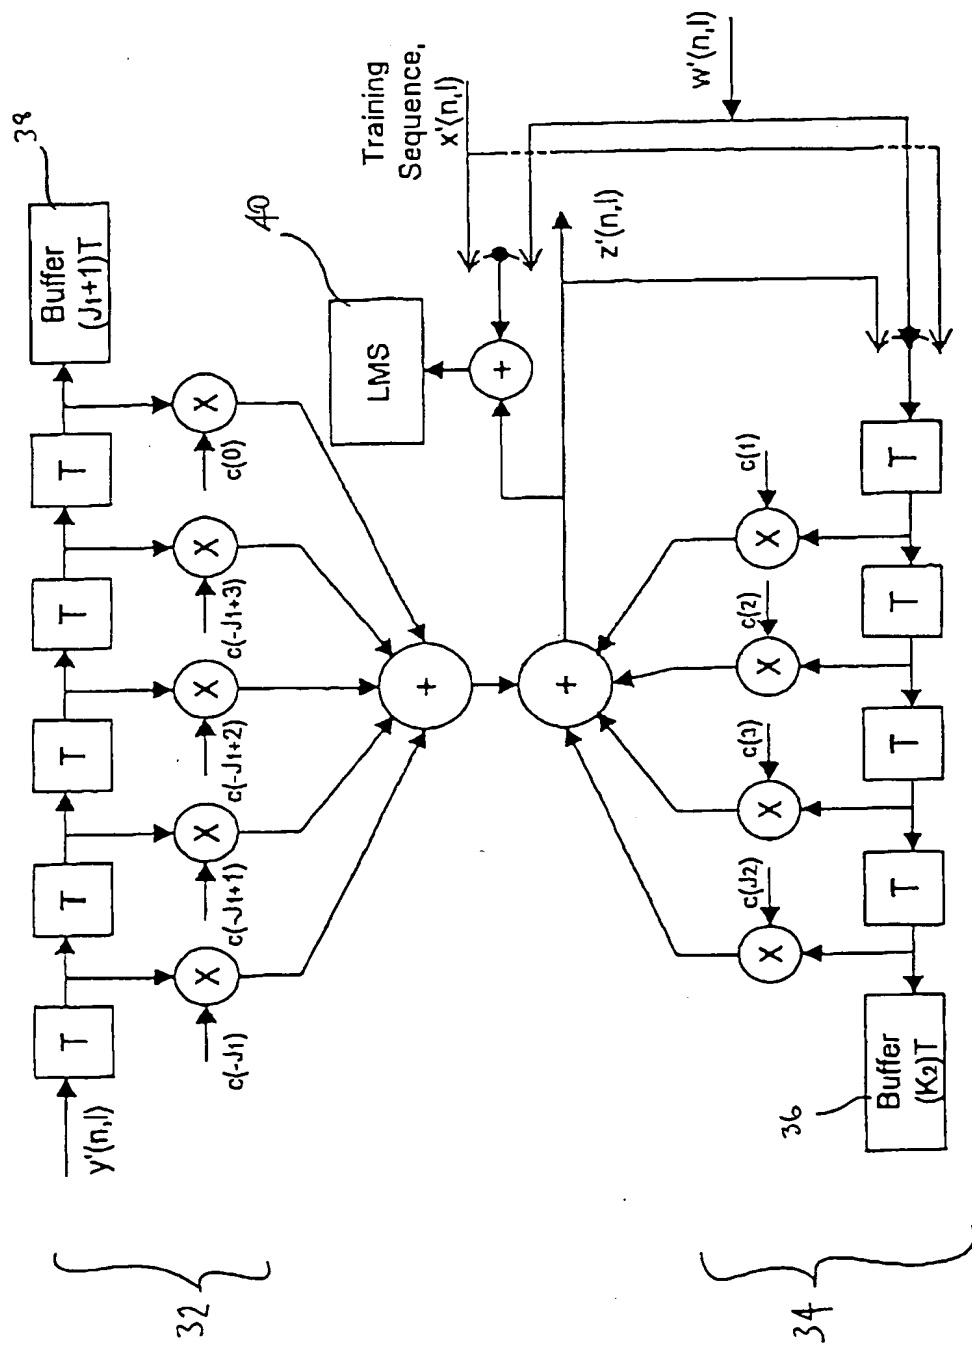 y'(n,l)
T
T
T
T
T
Buffer
(J1+1)T
38
32
X
X
X
X
X
c(-J1)
c(-J1+1)
c(-J1+2)
c(-J1+3)
c(0)
40
LMS
+
+
+
Training
Sequence,
x'(n,l)
z'(n,l)
w'(n,l)
c(J2)
c(3)
c(2)
c(1)
X
X
X
X
36
Buffer
(K2)T
T
T
T
T
34